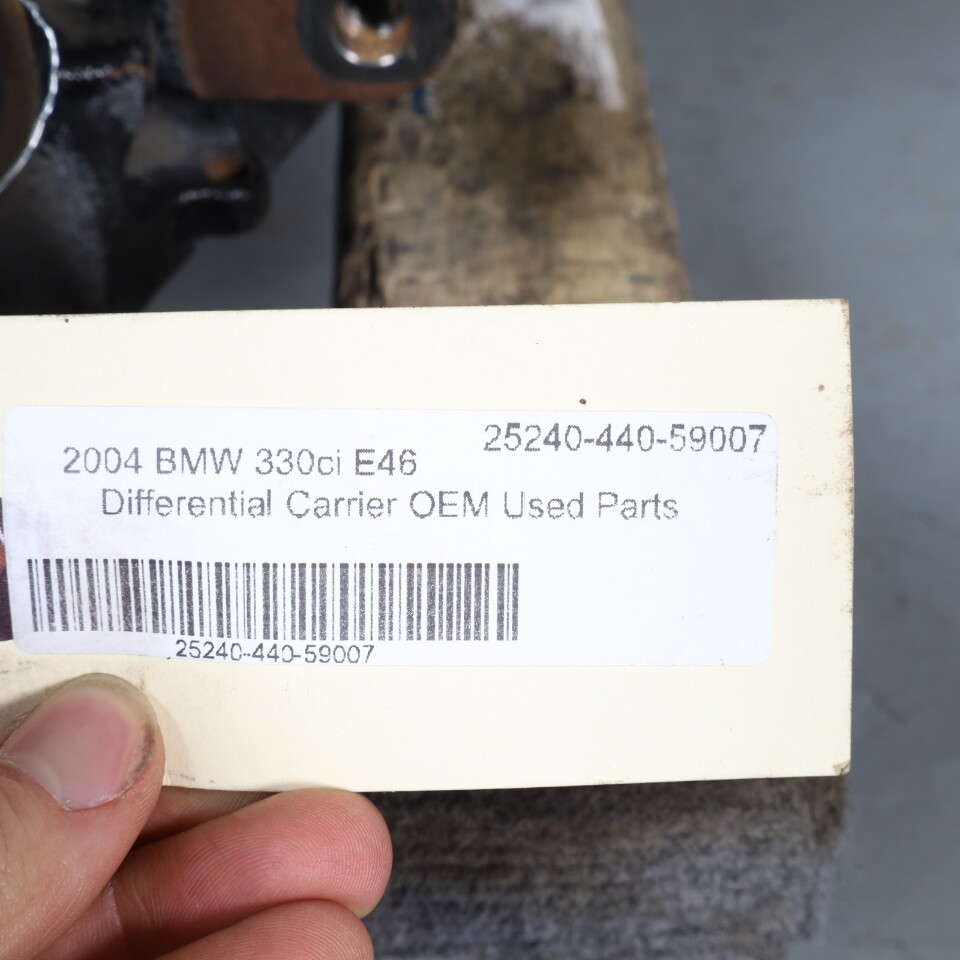 25240-440-59007
2004 BMW 330ci E46
Differential Carrier OEM Used Parts
25240-440-59007